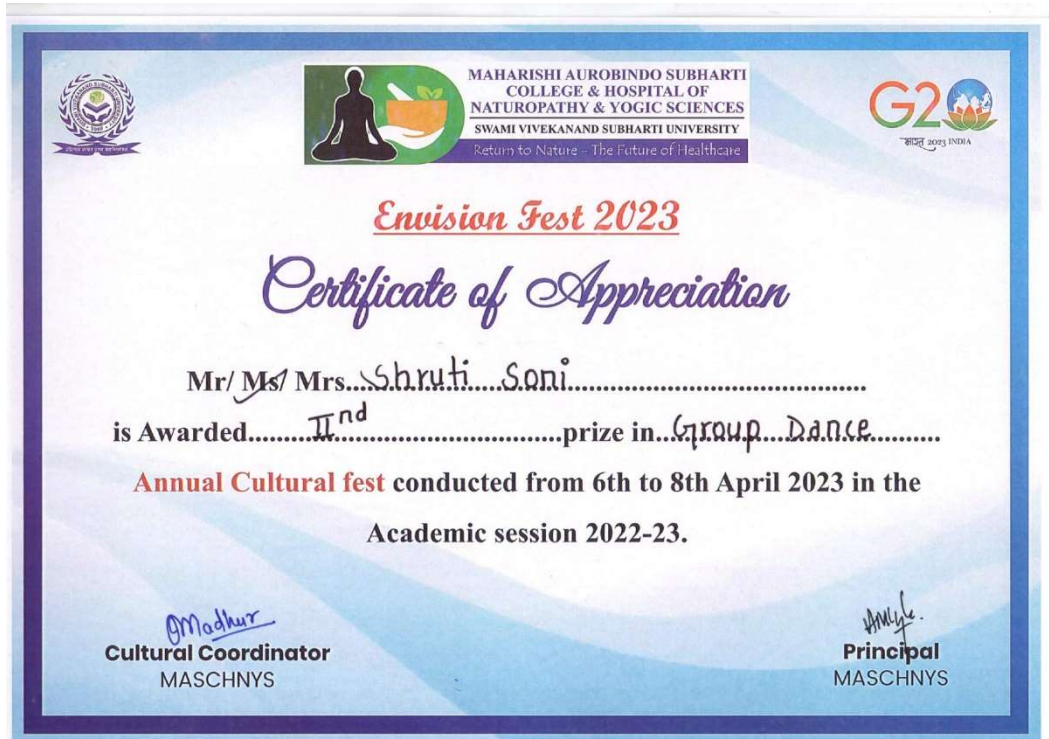 MAHARISHI AUROBINDO SUBHARTI
COLLEGE & HOSPITAL OF
NATUROPATHY & YOGIC SCIENCES
SWAMI VIVEKANAND SUBHARTI UNIVERSITY
Return to Nature - The Future of Healthcare
G20
भारत 2023 INDIA
Envision Fest 2023
Certificate of Appreciation
Mr/ Ms/ Mrs...Shruti....Soni..........................................
is Awarded.........IInd..............................prize in..Group...Dance..........
Annual Cultural fest conducted from 6th to 8th April 2023 in the
Academic session 2022-23.
Madhur
Cultural Coordinator
MASCHNYS
Principal
MASCHNYS